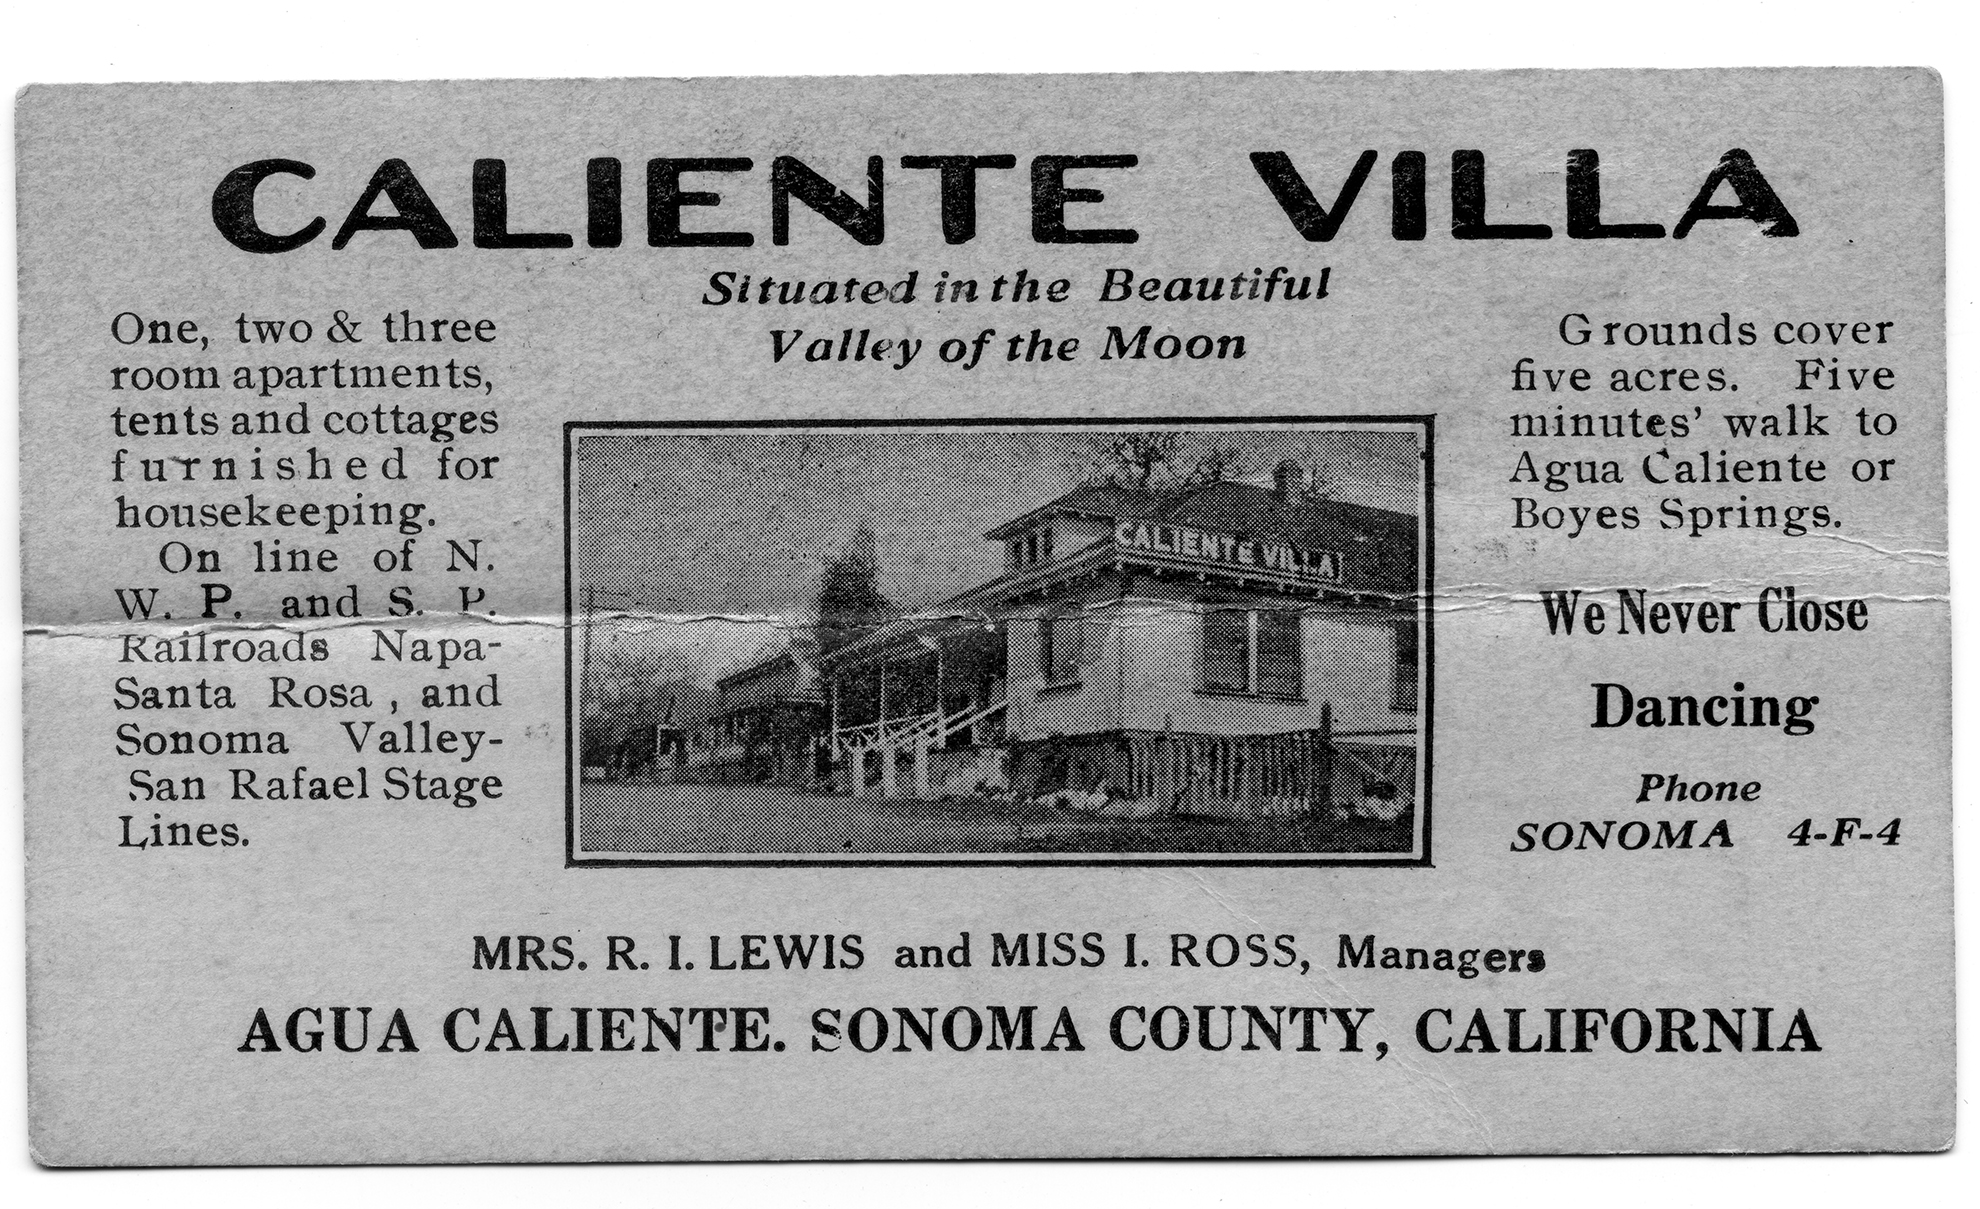 CALIENTE VILLA
Situated in the Beautiful
Valley of the Moon
One, two & three
room apartments,
tents and cottages
furnished for
housekeeping.
On line of N.
W. P. and S. P.
Railroads Napa-
Santa Rosa, and
Sonoma Valley-
San Rafael Stage
Lines.
CALIENTE VILLA
Grounds cover
five acres. Five
minutes' walk to
Agua Caliente or
Boyes Springs.
We Never Close
Dancing
Phone
SONOMA 4-F-4
MRS. R. I. LEWIS and MISS I. ROSS, Managers
AGUA CALIENTE. SONOMA COUNTY, CALIFORNIA